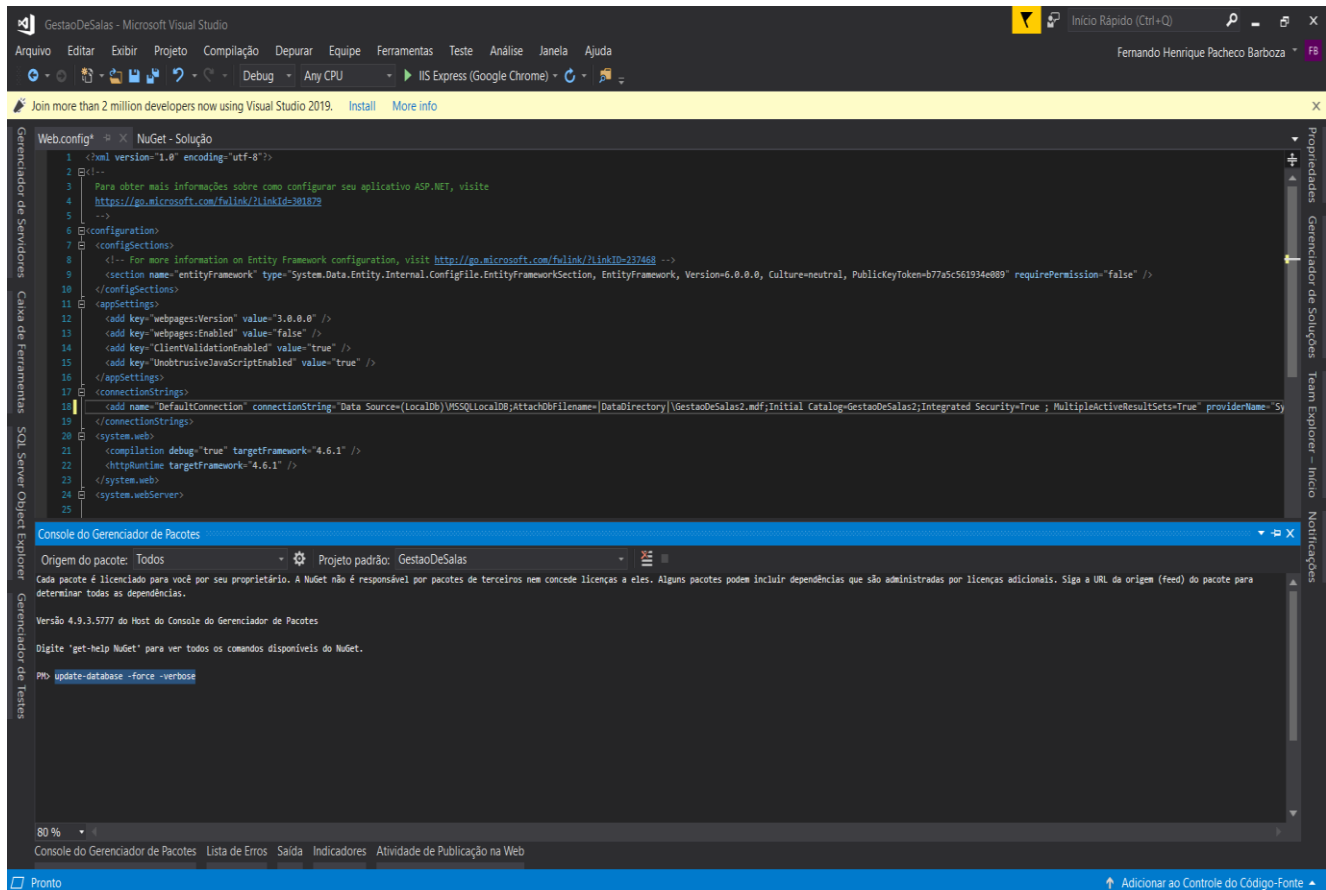 GestaoDeSalas - Microsoft Visual Studio
Início Rápido (Ctrl+Q)
Arquivo Editar Exibir Projeto Compilação Depurar Equipe Ferramentas Teste Análise Janela Ajuda
Fernando Henrique Pacheco Barboza FB
Debug Any CPU IIS Express (Google Chrome)
Join more than 2 million developers now using Visual Studio 2019. Install More info
Web.config* NuGet - Solução
1 <?xml version="1.0" encoding="utf-8"?>
2 <!--
3 Para obter mais informações sobre como configurar seu aplicativo ASP.NET, visite
4 https://go.microsoft.com/fwlink/?LinkId=301879
5 -->
6 <configuration>
7 <configSections>
8 <!-- For more information on Entity Framework configuration, visit http://go.microsoft.com/fwlink/?LinkID=237468 -->
9 <section name="entityFramework" type="System.Data.Entity.Internal.ConfigFile.EntityFrameworkSection, EntityFramework, Version=6.0.0.0, Culture=neutral, PublicKeyToken=b77a5c561934e089" requirePermission="false" />
10 </configSections>
11 <appSettings>
12 <add key="webpages:Version" value="3.0.0.0" />
13 <add key="webpages:Enabled" value="false" />
14 <add key="ClientValidationEnabled" value="true" />
15 <add key="UnobtrusiveJavaScriptEnabled" value="true" />
16 </appSettings>
17 <connectionStrings>
18 <add name="DefaultConnection" connectionString="Data Source=(LocalDb)\MSSQLLocalDB;AttachDbFilename=|DataDirectory|\GestaoDeSalas2.mdf;Initial Catalog=GestaoDeSalas2;Integrated Security=True ; MultipleActiveResultSets=True" providerName="Sy
19 </connectionStrings>
20 <system.web>
21 <compilation debug="true" targetFramework="4.6.1" />
22 <httpRuntime targetFramework="4.6.1" />
23 </system.web>
24 <system.webServer>
25
Console do Gerenciador de Pacotes
Origem do pacote: Todos Projeto padrão: GestaoDeSalas
Cada pacote é licenciado para você por seu proprietário. A NuGet não é responsável por pacotes de terceiros nem concede licenças a eles. Alguns pacotes podem incluir dependências que são administradas por licenças adicionais. Siga a URL da origem (feed) do pacote para
determinar todas as dependências.
Versão 4.9.3.5777 do Host do Console do Gerenciador de Pacotes
Digite 'get-help NuGet' para ver todos os comandos disponíveis do NuGet.
PM> update-database -force -verbose
80 %
Console do Gerenciador de Pacotes Lista de Erros Saída Indicadores Atividade de Publicação na Web
Pronto
Adicionar ao Controle do Código-Fonte
Gerenciador de Servidores
Caixa de Ferramentas
SQL Server Object Explorer
Gerenciador de Testes
Propriedades
Gerenciador de Soluções
Team Explorer – Início
Notificações